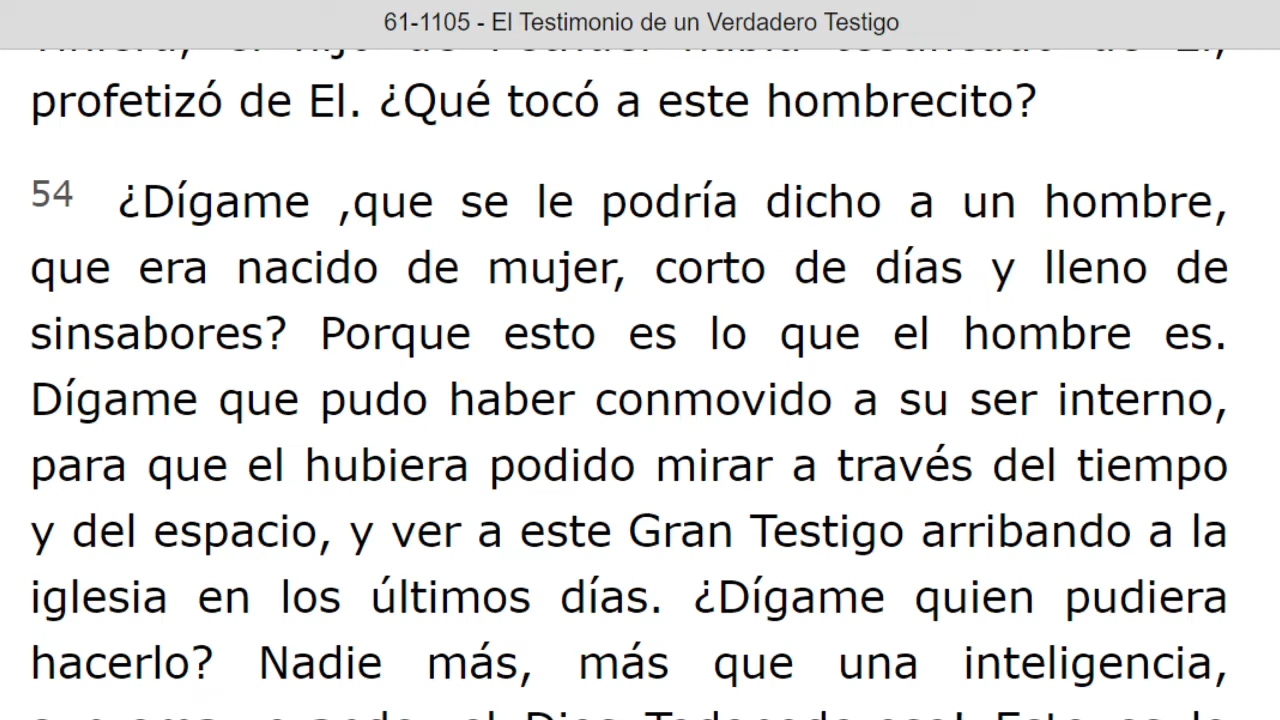 61-1105 - El Testimonio de un Verdadero Testigo
profetizó de El. ¿Qué tocó a este hombrecito?
54 ¿Dígame ,que se le podría dicho a un hombre,
que era nacido de mujer, corto de días y lleno de
sinsabores? Porque esto es lo que el hombre es.
Dígame que pudo haber conmovido a su ser interno,
para que el hubiera podido mirar a través del tiempo
y del espacio, y ver a este Gran Testigo arribando a la
iglesia en los últimos días. ¿Dígame quien pudiera
hacerlo? Nadie más, más que una inteligencia,